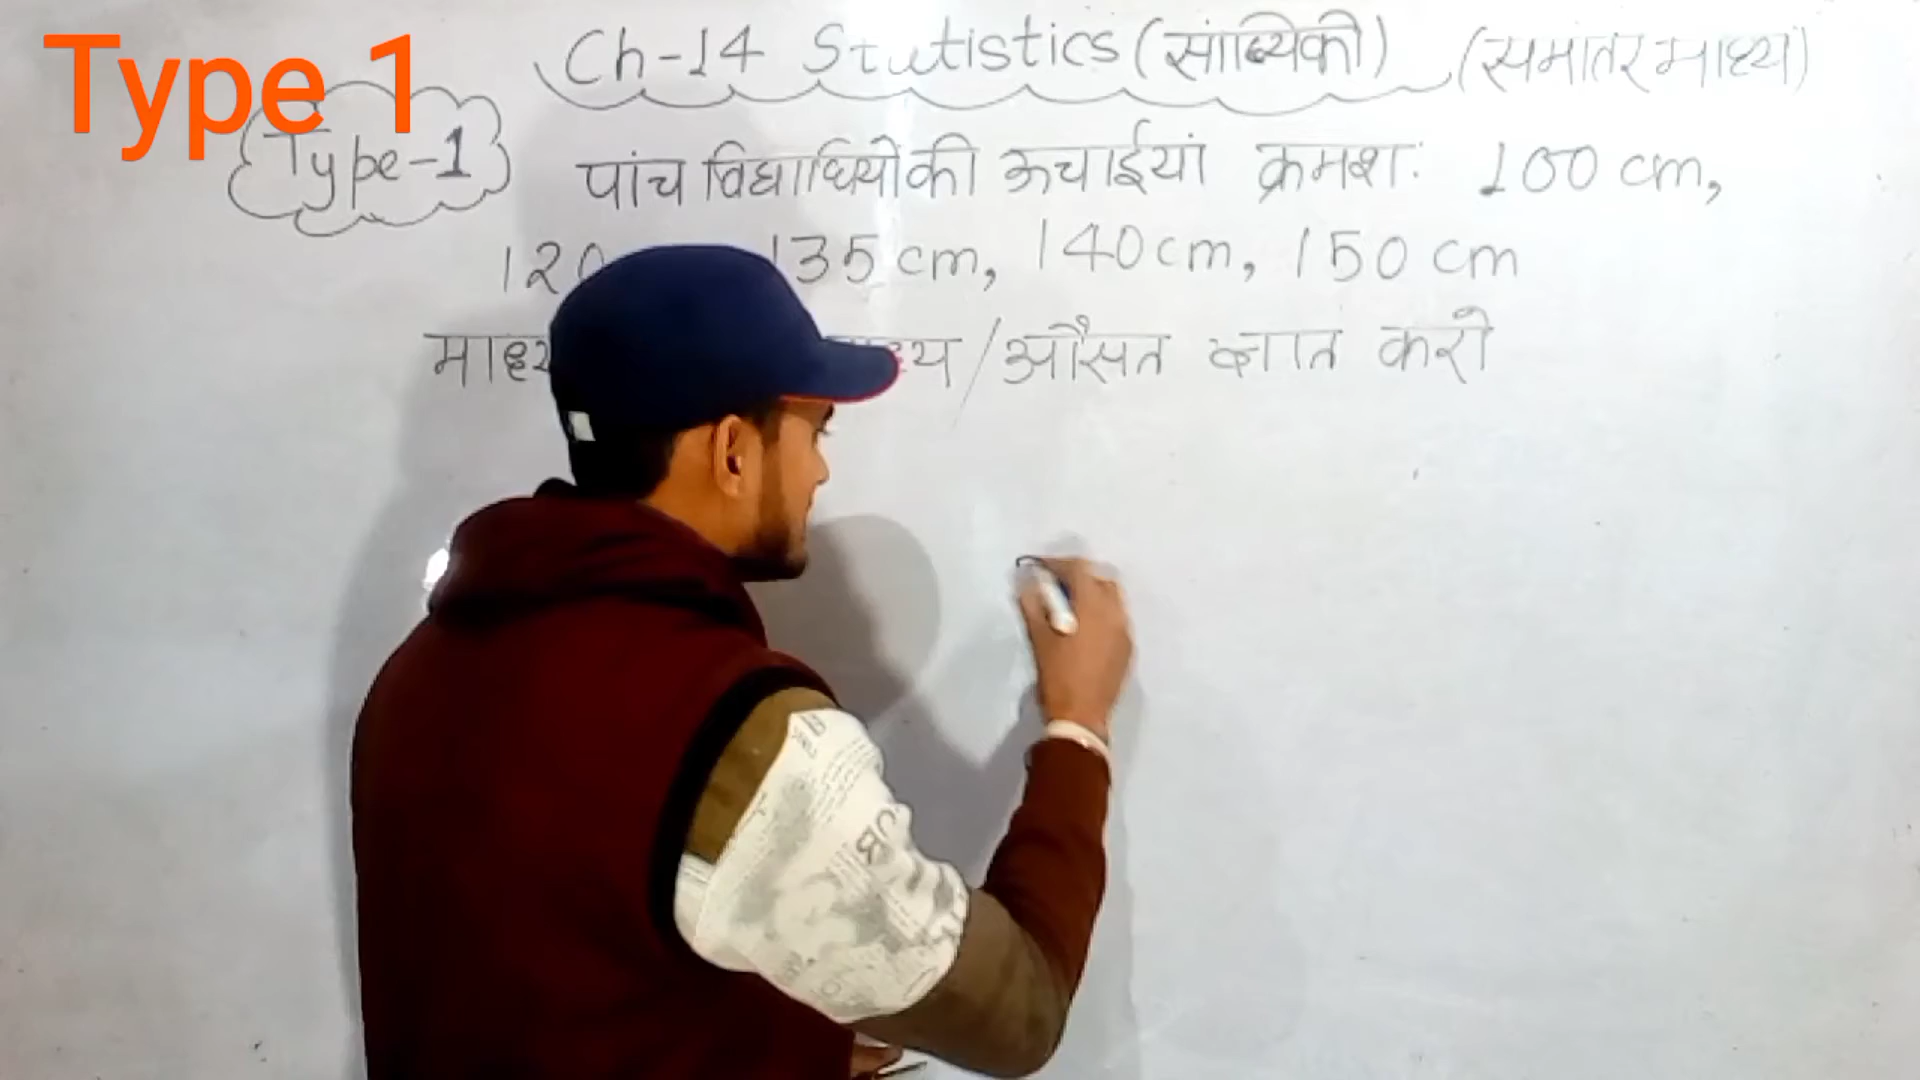 Type 1
Ch-14 Statistics (सांख्यिकी) (समांतर माध्य)
Type-1 पांच विद्यार्थियो की ऊचाईयां क्रमश: 100 cm,
120 135 cm, 140 cm, 150 cm
माध्य / औसत ज्ञात करो